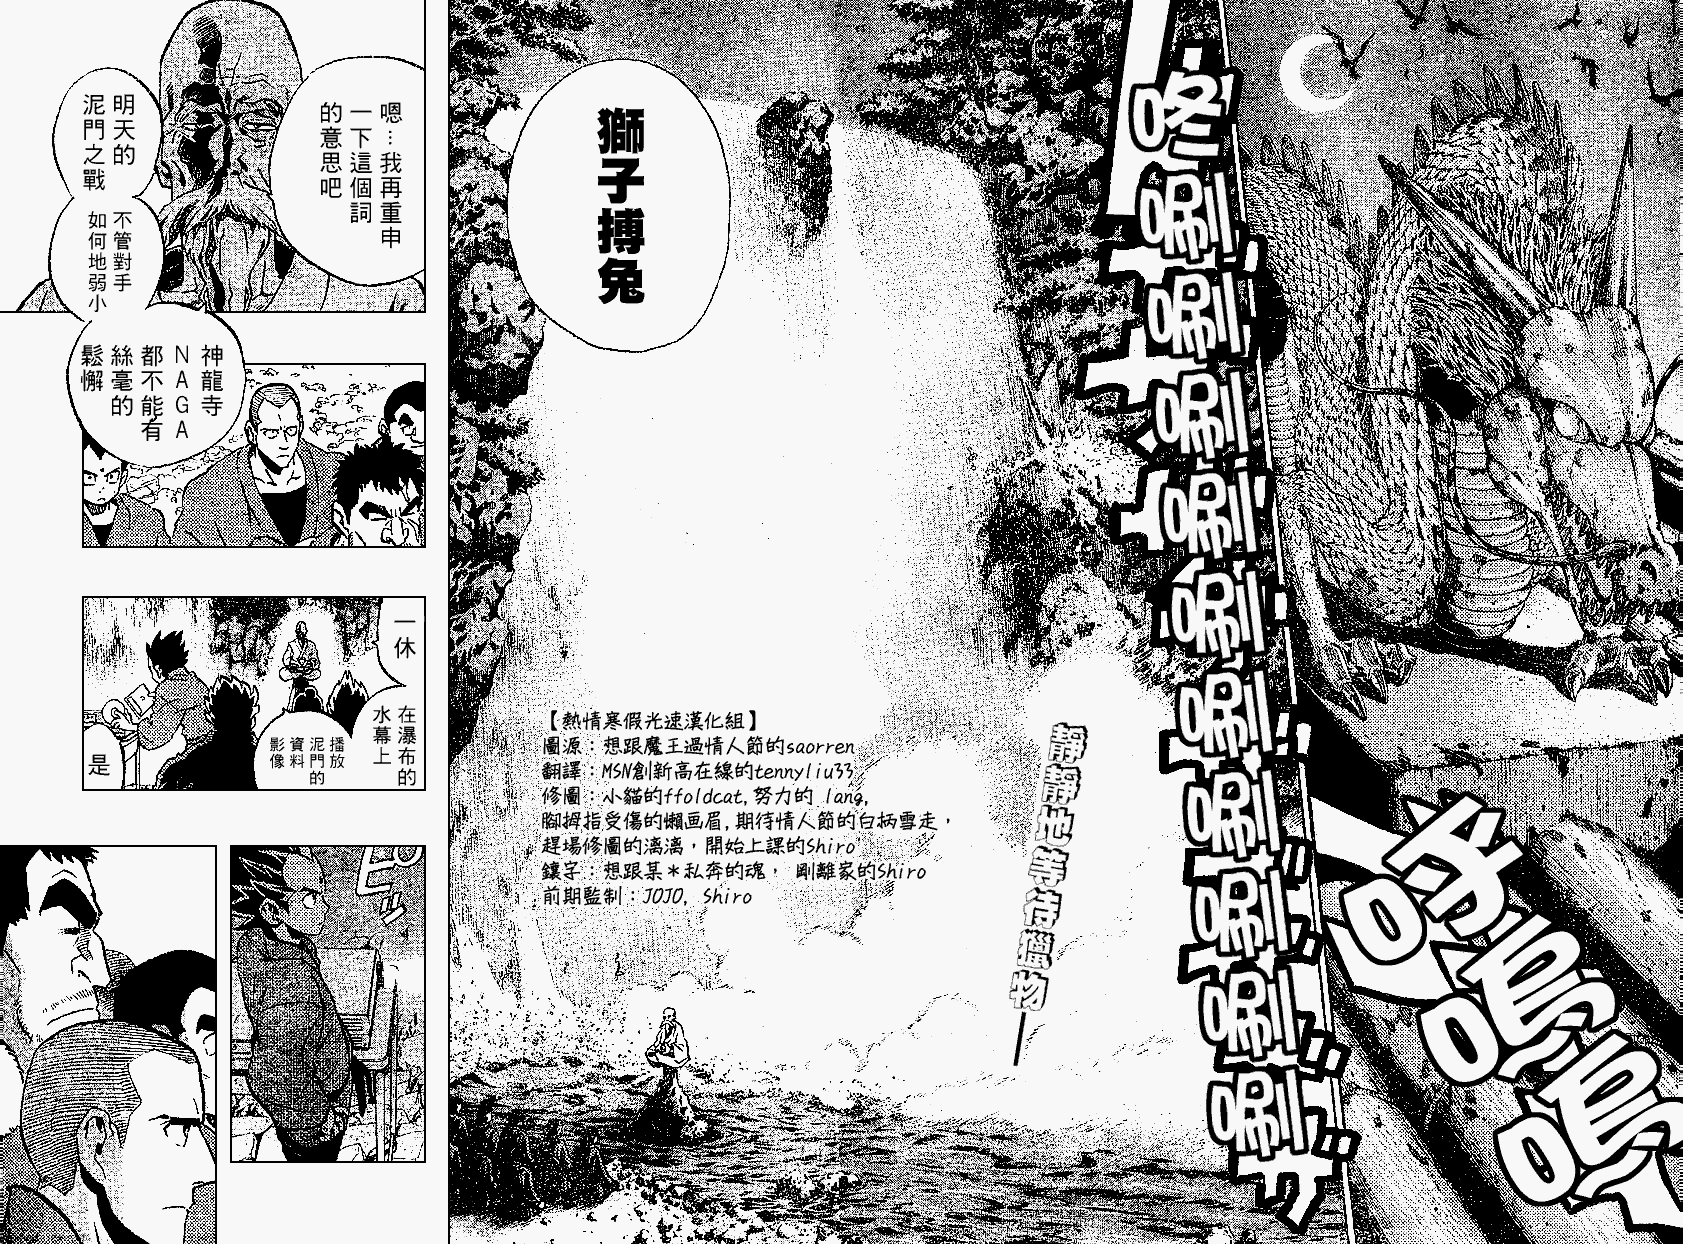 咚唰唰唰唰唰唰唰唰唰唰
嗚嗚嗚
靜靜地等待獵物—
獅子搏兔
【熱情寒假光速漢化組】
圖源：想跟魔王過情人節的saorren
翻譯：MSN創新高在線的tennyliu33
修圖：小貓的ffoldcat,努力的 lang,
腳拇指受傷的懶画眉,期待情人節的白柄雪走，
趕場修圖的漓漓，開始上課的Shiro
鑲字：想跟某＊私奔的魂， 剛離家的Shiro
前期監制：JOJO, Shiro
嗯…我再重申
一下這個詞
的意思吧
明天的
泥門之戰
不管對手
如何地弱小
神龍寺
NAGA
都不能有
絲毫的
鬆懈
一休
在瀑布的
水幕上
播放
泥門的
資料
影像
是
ピッ